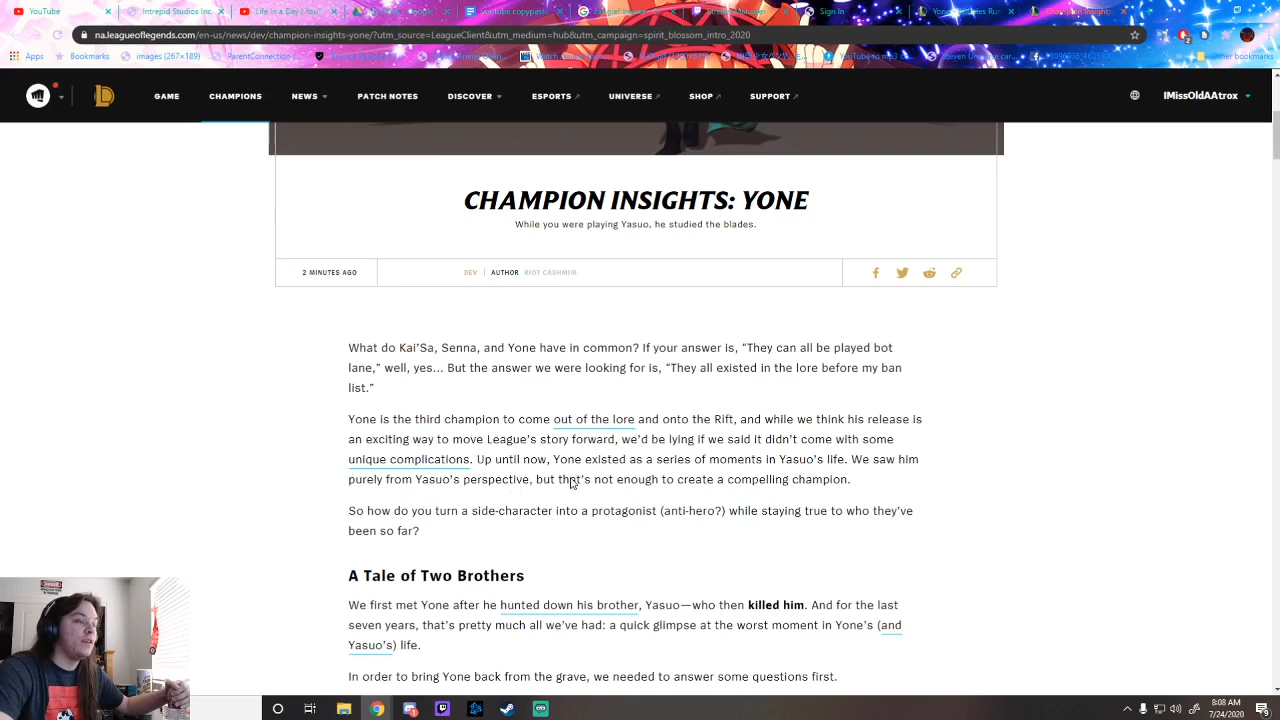 YouTube
Intrepid Studios Inc.
Life in a Day | You
youtube copypasta
Sign In
na.leagueoflegends.com/en-us/news/dev/champion-insights-yone/?utm_source=LeagueClient&utm_medium=hub&utm_campaign=spirit_blossom_intro_2020
Apps
Bookmarks
images (267×189)
ParentConnection
YouTube to mp3
Steven Universe car...
Other bookmarks
GAME
CHAMPIONS
NEWS
PATCH NOTES
DISCOVER
ESPORTS
UNIVERSE
SHOP
SUPPORT
IMissOldAAtrox
CHAMPION INSIGHTS: YONE
While you were playing Yasuo, he studied the blades.
2 MINUTES AGO
DEV | AUTHOR RIOT CASHMIIR
What do Kai'Sa, Senna, and Yone have in common? If your answer is, “They can all be played bot
lane,” well, yes... But the answer we were looking for is, “They all existed in the lore before my ban
list.”
Yone is the third champion to come out of the lore and onto the Rift, and while we think his release is
an exciting way to move League's story forward, we'd be lying if we said it didn't come with some
unique complications. Up until now, Yone existed as a series of moments in Yasuo's life. We saw him
purely from Yasuo's perspective, but that's not enough to create a compelling champion.
So how do you turn a side-character into a protagonist (anti-hero?) while staying true to who they've
been so far?
A Tale of Two Brothers
We first met Yone after he hunted down his brother, Yasuo—who then killed him. And for the last
seven years, that's pretty much all we've had: a quick glimpse at the worst moment in Yone's (and
Yasuo's) life.
In order to bring Yone back from the grave, we needed to answer some questions first.
8:08 AM
7/24/2020